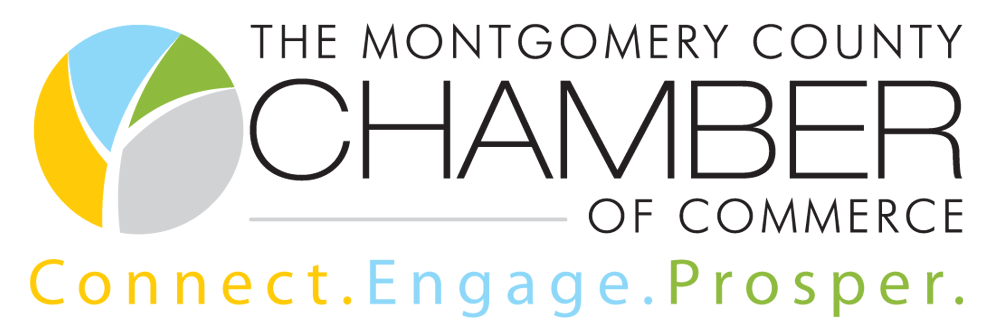 THE MONTGOMERY COUNTY
CHAMBER
OF COMMERCE
Connect.Engage.Prosper.